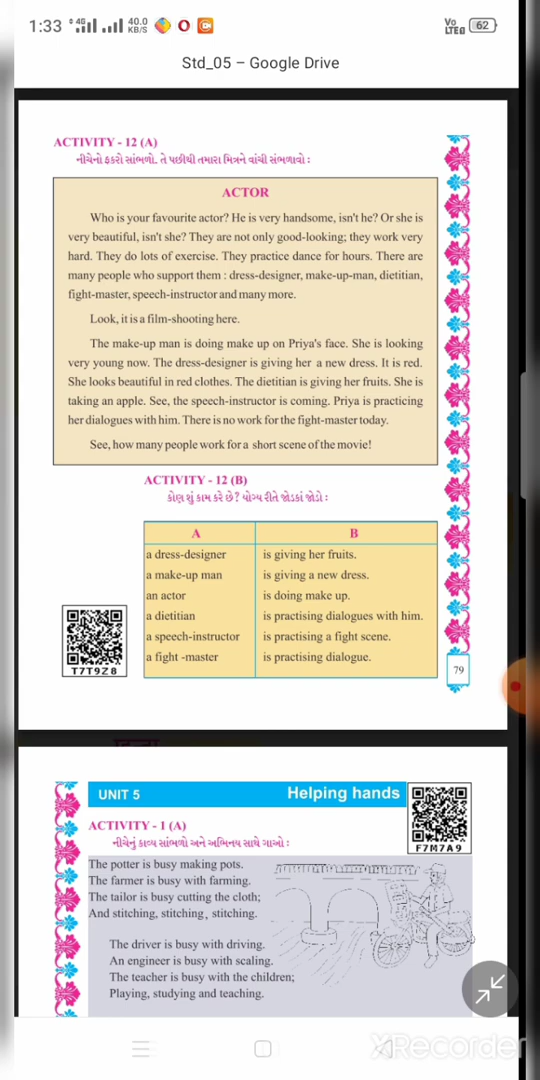 1:33 4G 40.0 KB/S Vo LTE 62
Std_05 – Google Drive
ACTIVITY - 12 (A)
નીચેનો ફકરો સાંભળો. તે પછીથી તમારા મિત્રને વાંચી સંભળાવો :
ACTOR
Who is your favourite actor? He is very handsome, isn't he? Or she is
very beautiful, isn't she? They are not only good-looking; they work very
hard. They do lots of exercise. They practice dance for hours. There are
many people who support them : dress-designer, make-up-man, dietitian,
fight-master, speech-instructor and many more.
Look, it is a film-shooting here.
The make-up man is doing make up on Priya's face. She is looking
very young now. The dress-designer is giving her a new dress. It is red.
She looks beautiful in red clothes. The dietitian is giving her fruits. She is
taking an apple. See, the speech-instructor is coming. Priya is practicing
her dialogues with him. There is no work for the fight-master today.
See, how many people work for a short scene of the movie!
ACTIVITY - 12 (B)
કોણ શું કામ કરે છે? યોગ્ય રીતે જોડકાં જોડો :
A B
a dress-designer is giving her fruits.
a make-up man is giving a new dress.
an actor is doing make up.
a dietitian is practising dialogues with him.
a speech-instructor is practising a fight scene.
a fight -master is practising dialogue.
T7T9Z8
79
UNIT 5 Helping hands
ACTIVITY - 1 (A)
નીચેનું કાવ્ય સાંભળો અને અભિનય સાથે ગાઓ :
F7M7A9
The potter is busy making pots.
The farmer is busy with farming.
The tailor is busy cutting the cloth;
And stitching, stitching, stitching.
The driver is busy with driving.
An engineer is busy with scaling.
The teacher is busy with the children;
Playing, studying and teaching.
XRecorder